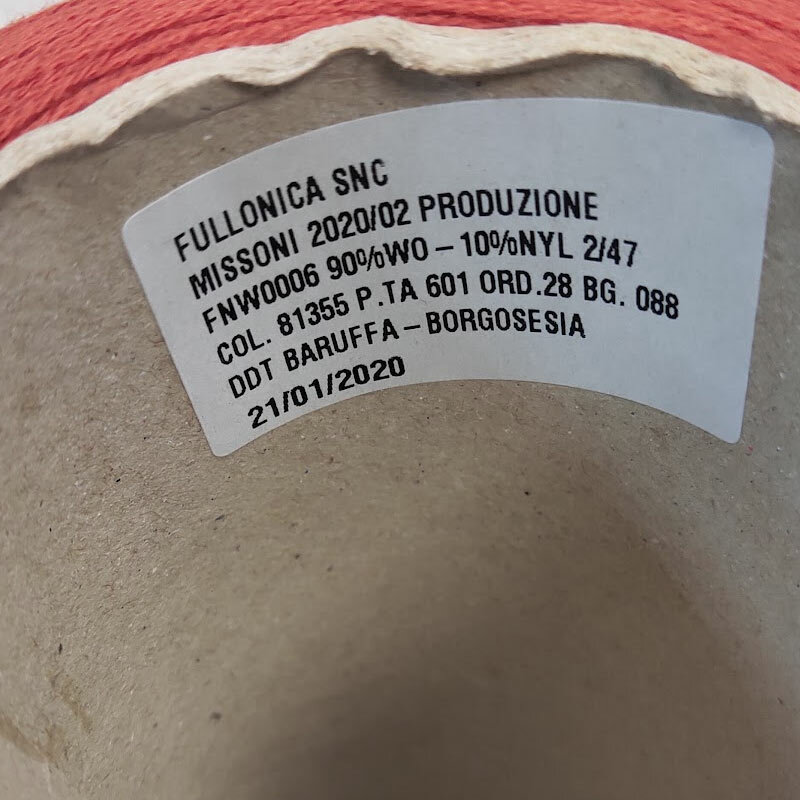 FULLONICA SNC
MISSONI 2020/02 PRODUZIONE
FNW0006 90%WO - 10%NYL 2/47
COL. 81355 P.TA 601 ORD.28 BG. 088
DDT BARUFFA - BORGOSESIA
21/01/2020